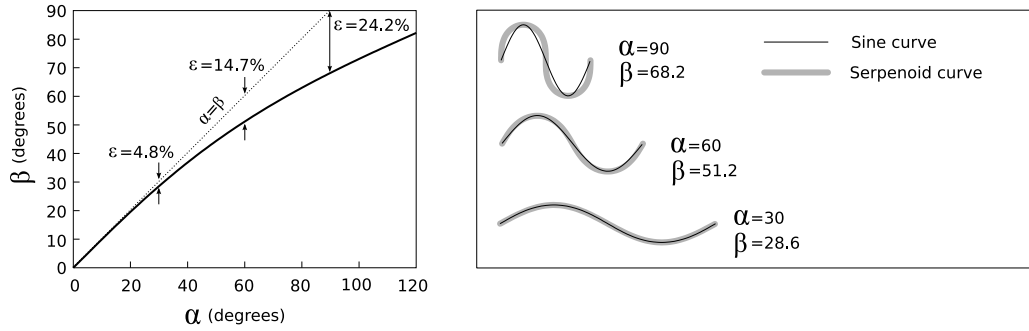 90
80
70
60
50
40
30
20
10
0
β (degrees)
ε=24.2%
ε=14.7%
α=β
ε=4.8%
0 20 40 60 80 100 120
α (degrees)
α=90
β=68.2
Sine curve
Serpenoid curve
α=60
β=51.2
α=30
β=28.6